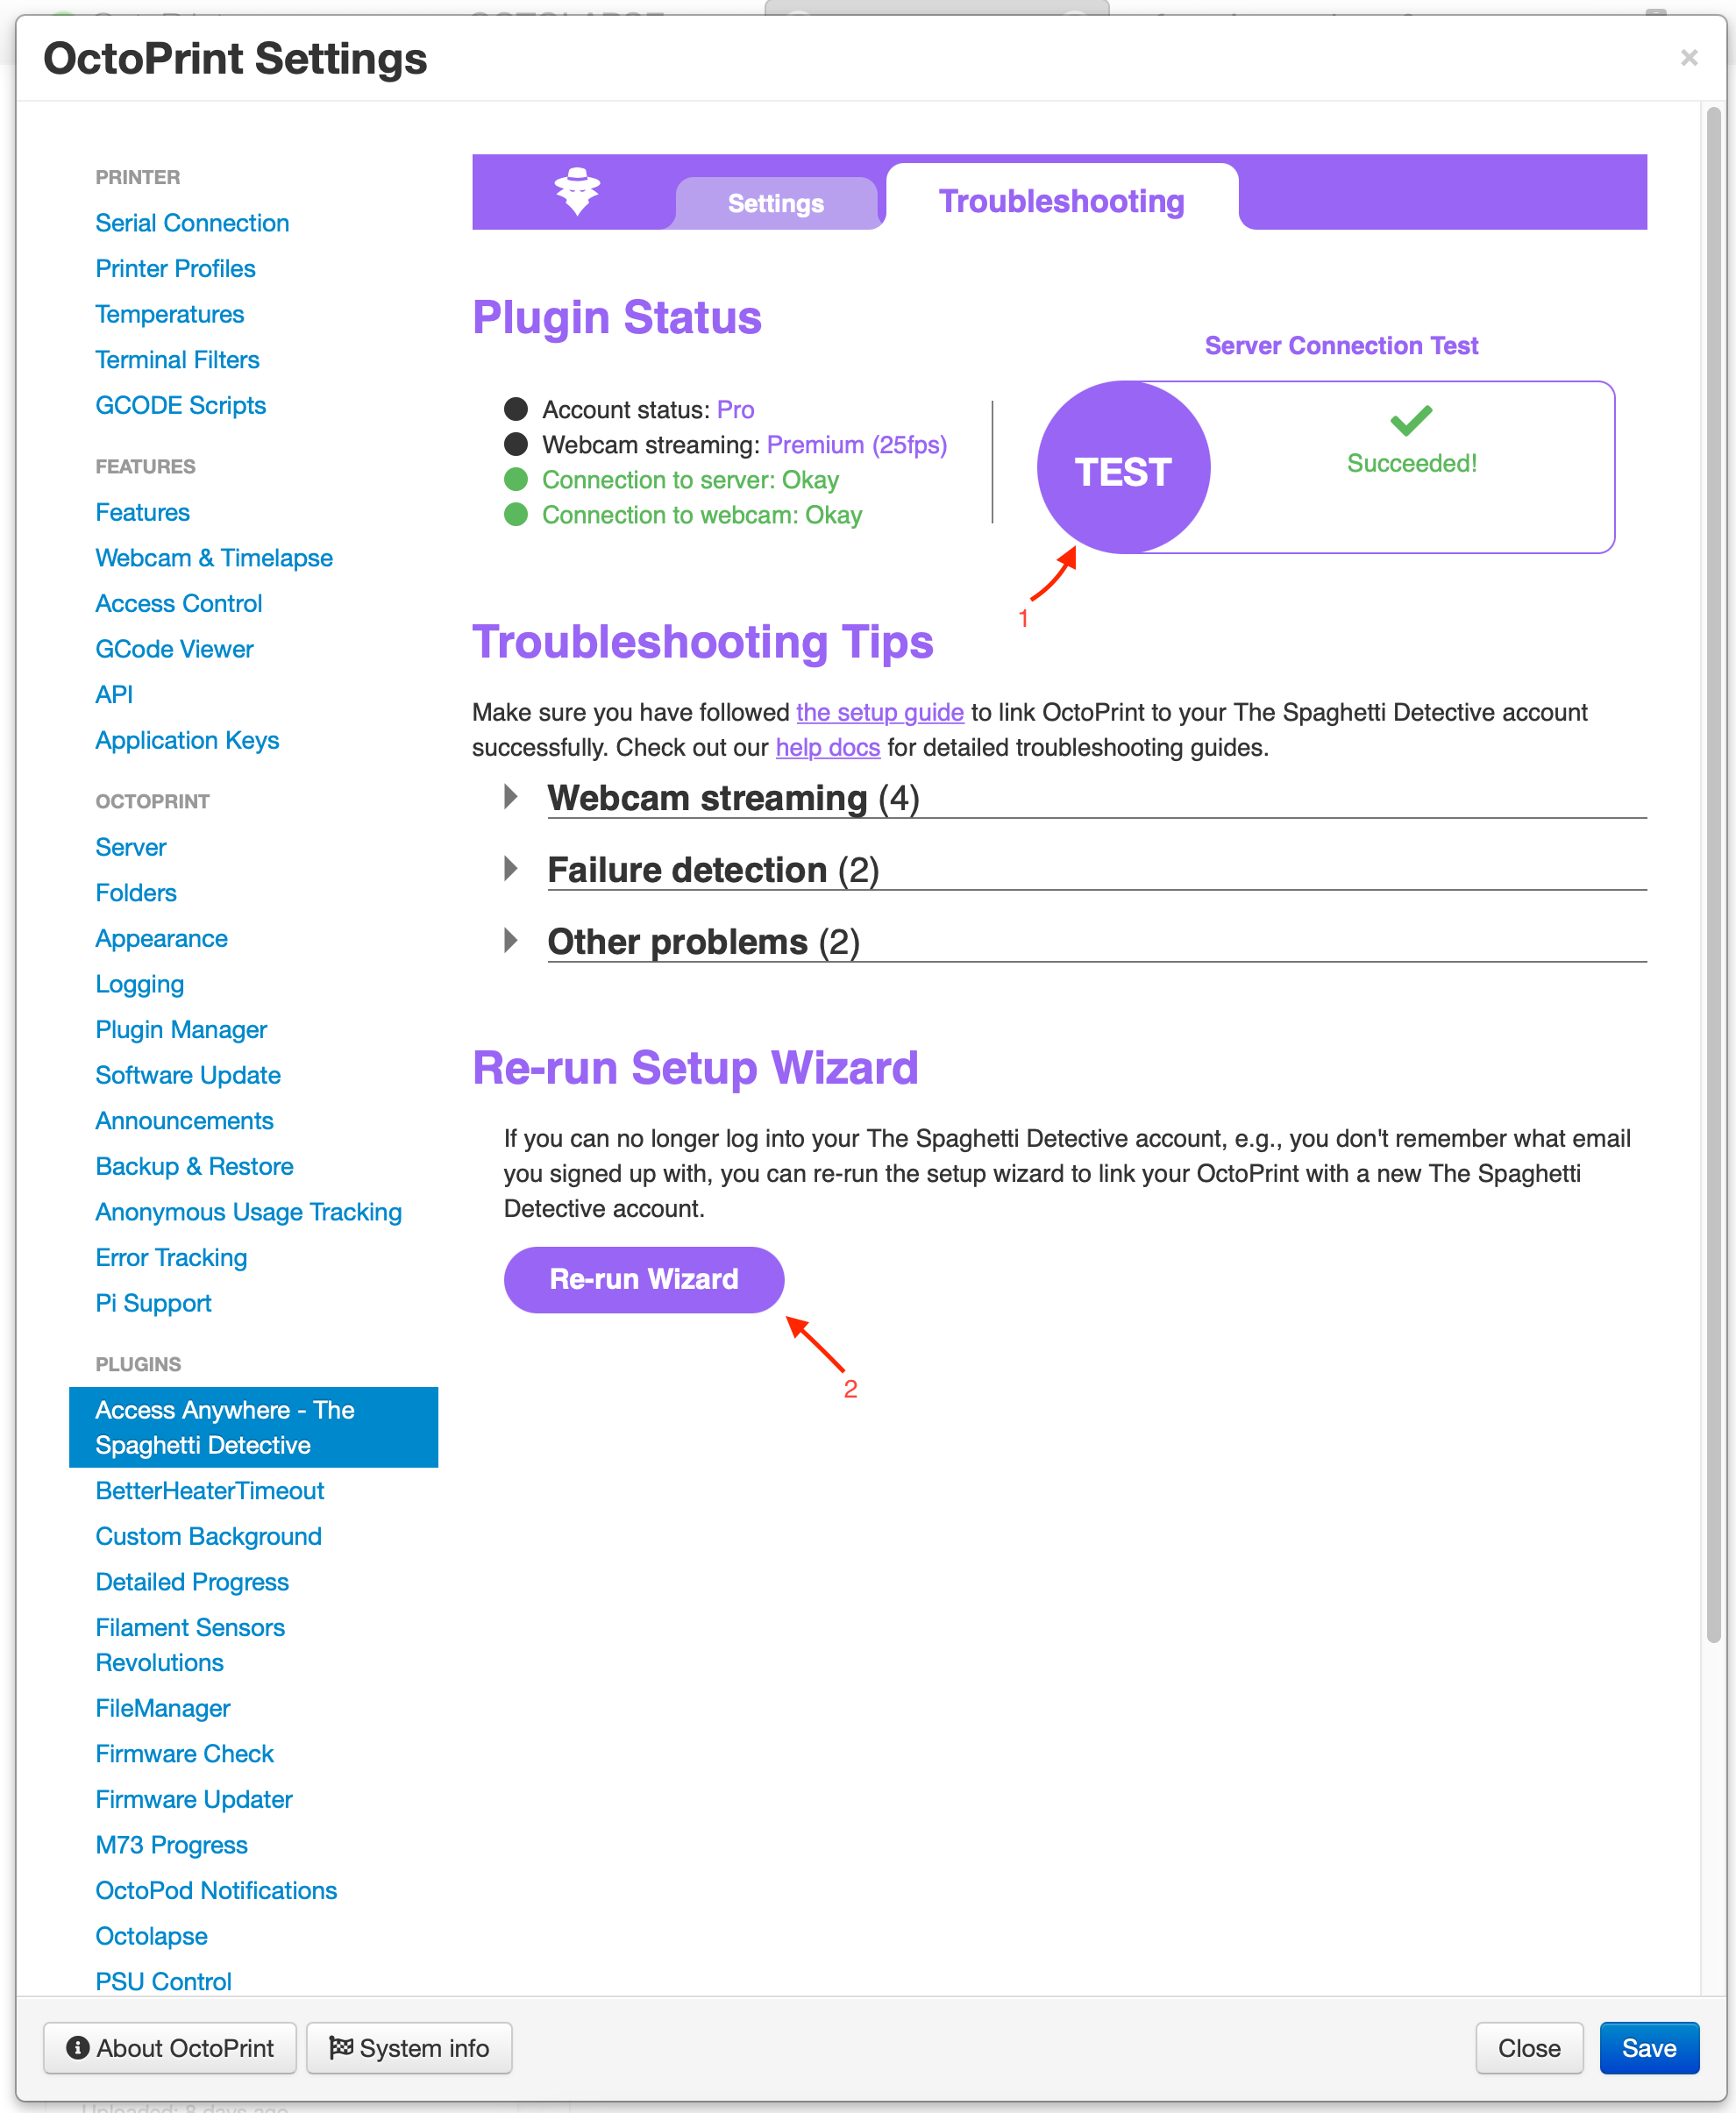 OctoPrint Settings
×
PRINTER
Serial Connection
Printer Profiles
Temperatures
Terminal Filters
GCODE Scripts
FEATURES
Features
Webcam & Timelapse
Access Control
GCode Viewer
API
Application Keys
OCTOPRINT
Server
Folders
Appearance
Logging
Plugin Manager
Software Update
Announcements
Backup & Restore
Anonymous Usage Tracking
Error Tracking
Pi Support
PLUGINS
Access Anywhere - The
Spaghetti Detective
BetterHeaterTimeout
Custom Background
Detailed Progress
Filament Sensors
Revolutions
FileManager
Firmware Check
Firmware Updater
M73 Progress
OctoPod Notifications
Octolapse
PSU Control
Settings
Troubleshooting
Plugin Status
Account status: Pro
Webcam streaming: Premium (25fps)
Connection to server: Okay
Connection to webcam: Okay
Server Connection Test
TEST
Succeeded!
1
Troubleshooting Tips
Make sure you have followed the setup guide to link OctoPrint to your The Spaghetti Detective account
successfully. Check out our help docs for detailed troubleshooting guides.
Webcam streaming (4)
Failure detection (2)
Other problems (2)
Re-run Setup Wizard
If you can no longer log into your The Spaghetti Detective account, e.g., you don't remember what email
you signed up with, you can re-run the setup wizard to link your OctoPrint with a new The Spaghetti
Detective account.
Re-run Wizard
2
About OctoPrint
System info
Close
Save
Uploaded: 8 days ago